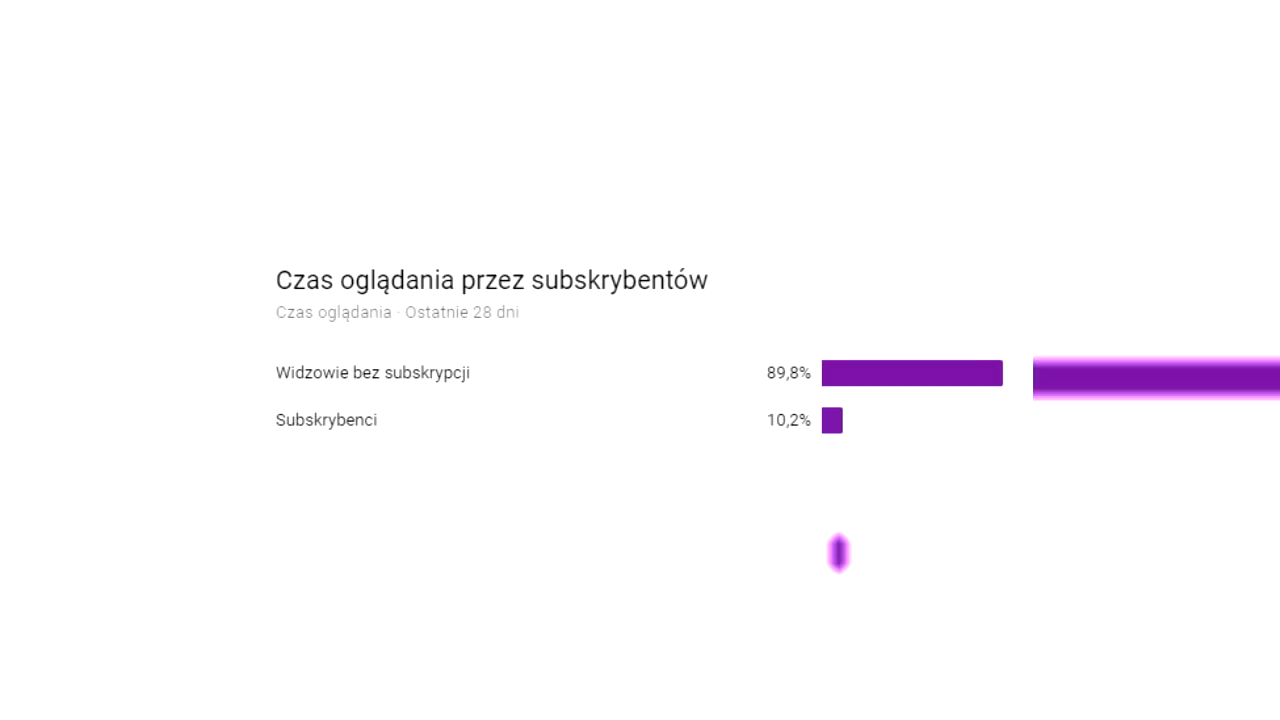 Czas oglądania przez subskrybentów
Czas oglądania · Ostatnie 28 dni
Widzowie bez subskrypcji 89,8%
Subskrybenci 10,2%